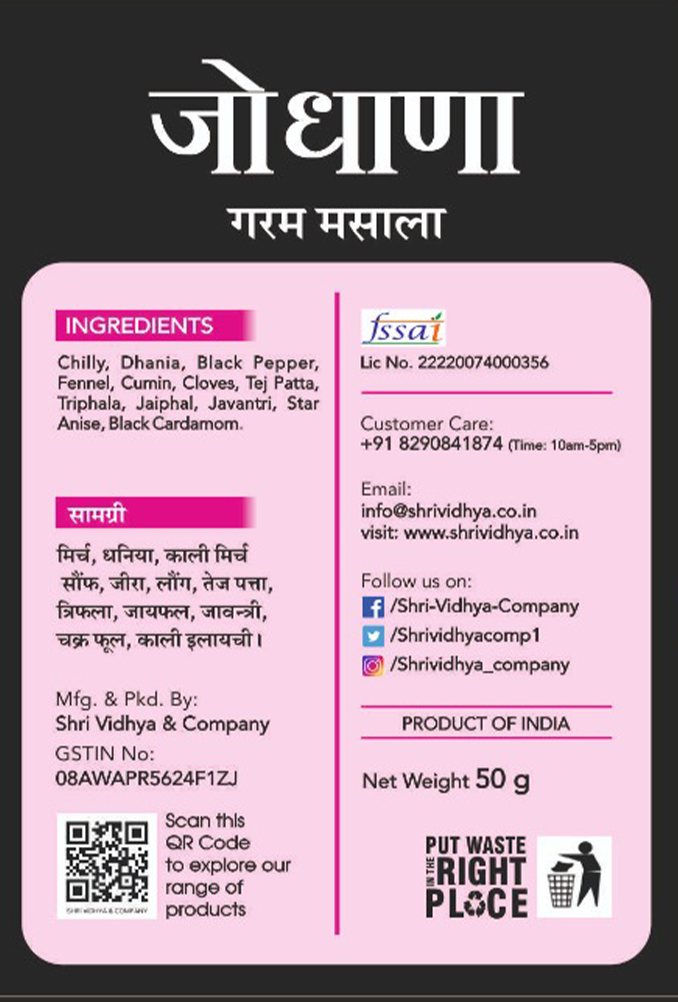 जोधाणा
गरम मसाला
INGREDIENTS
Chilly, Dhania, Black Pepper,
Fennel, Cumin, Cloves, Tej Patta,
Triphala, Jaiphal, Javantri, Star
Anise, Black Cardamom.
सामग्री
मिर्च, धनिया, काली मिर्च
सौंफ, जीरा, लौंग, तेज पत्ता,
त्रिफला, जायफल, जावन्त्री,
चक्र फूल, काली इलायची।
Mfg. & Pkd. By:
Shri Vidhya & Company
GSTIN No:
08AWAPR5624F1ZJ
SHRI VIDHYA & COMPANY
Scan this
QR Code
to explore our
range of
products
fssai
Lic No. 22220074000356
Customer Care:
+91 8290841874 (Time: 10am-5pm)
Email:
info@shrividhya.co.in
visit: www.shrividhya.co.in
Follow us on:
/Shri-Vidhya-Company
/Shrividhyacomp1
/Shrividhya_company
PRODUCT OF INDIA
Net Weight 50 g
PUT WASTE
IN THE RIGHT
PLACE